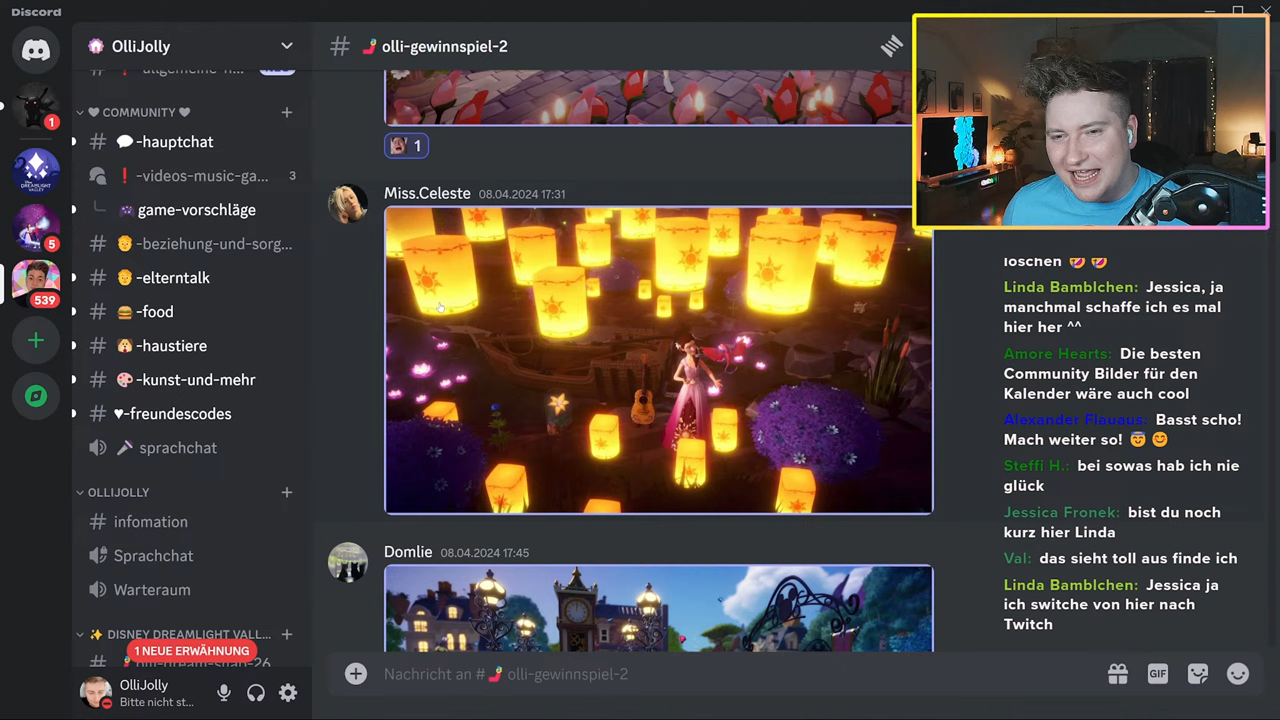 Discord
OlliJolly
# 💅 olli-gewinnspiel-2
COMMUNITY
💬 -hauptchat
❗ -videos-music-ga... 3
🎮 game-vorschläge
-beziehung-und-sorg...
-elterntalk
🍔 -food
-haustiere
🎨 -kunst-und-mehr
♥-freundescodes
🎤 sprachchat
OLLIJOLLY
infomation
Sprachchat
Warteraum
✨ DISNEY DREAMLIGHT VALL...
1 NEUE ERWÄHNUNG
OlliJolly
Bitte nicht st...
1
5
539
1
Miss.Celeste 08.04.2024 17:31
Domlie 08.04.2024 17:45
Nachricht an # 💅 olli-gewinnspiel-2
GIF
löschen
Linda Bamblchen: Jessica, ja
manchmal schaffe ich es mal
hier her ^^
Amore Hearts: Die besten
Community Bilder für den
Kalender wäre auch cool
Alexander Flauaus: Basst scho!
Mach weiter so! 😇 😊
Steffi H.: bei sowas hab ich nie
glück
Jessica Fronek: bist du noch
kurz hier Linda
Val: das sieht toll aus finde ich
Linda Bamblchen: Jessica ja
ich switche von hier nach
Twitch